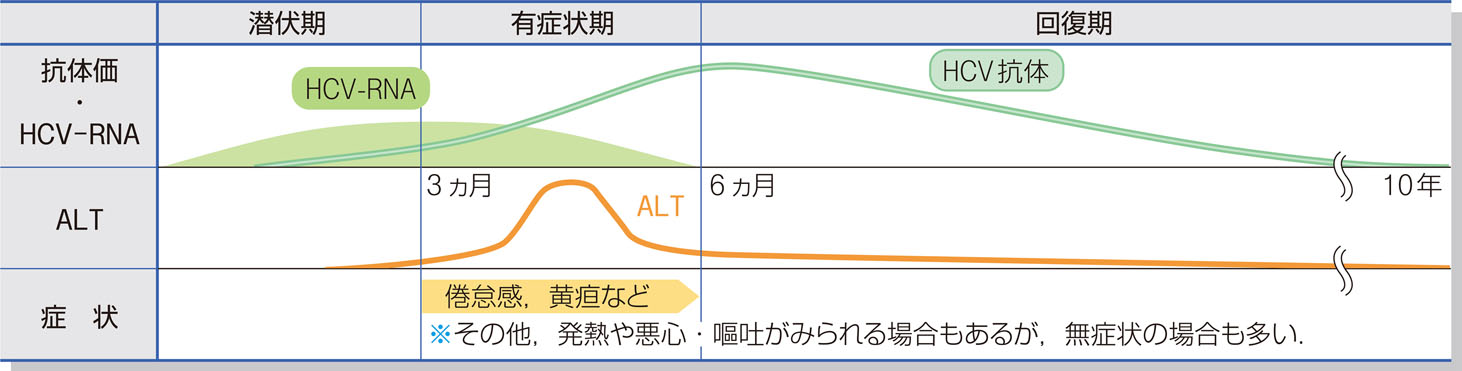 潜伏期
有症状期
回復期
抗体価
・
HCV-RNA
HCV-RNA
HCV抗体
3ヵ月
6ヵ月
10年
ALT
ALT
症 状
倦怠感，黄疸など
※その他，発熱や悪心・嘔吐がみられる場合もあるが，無症状の場合も多い．